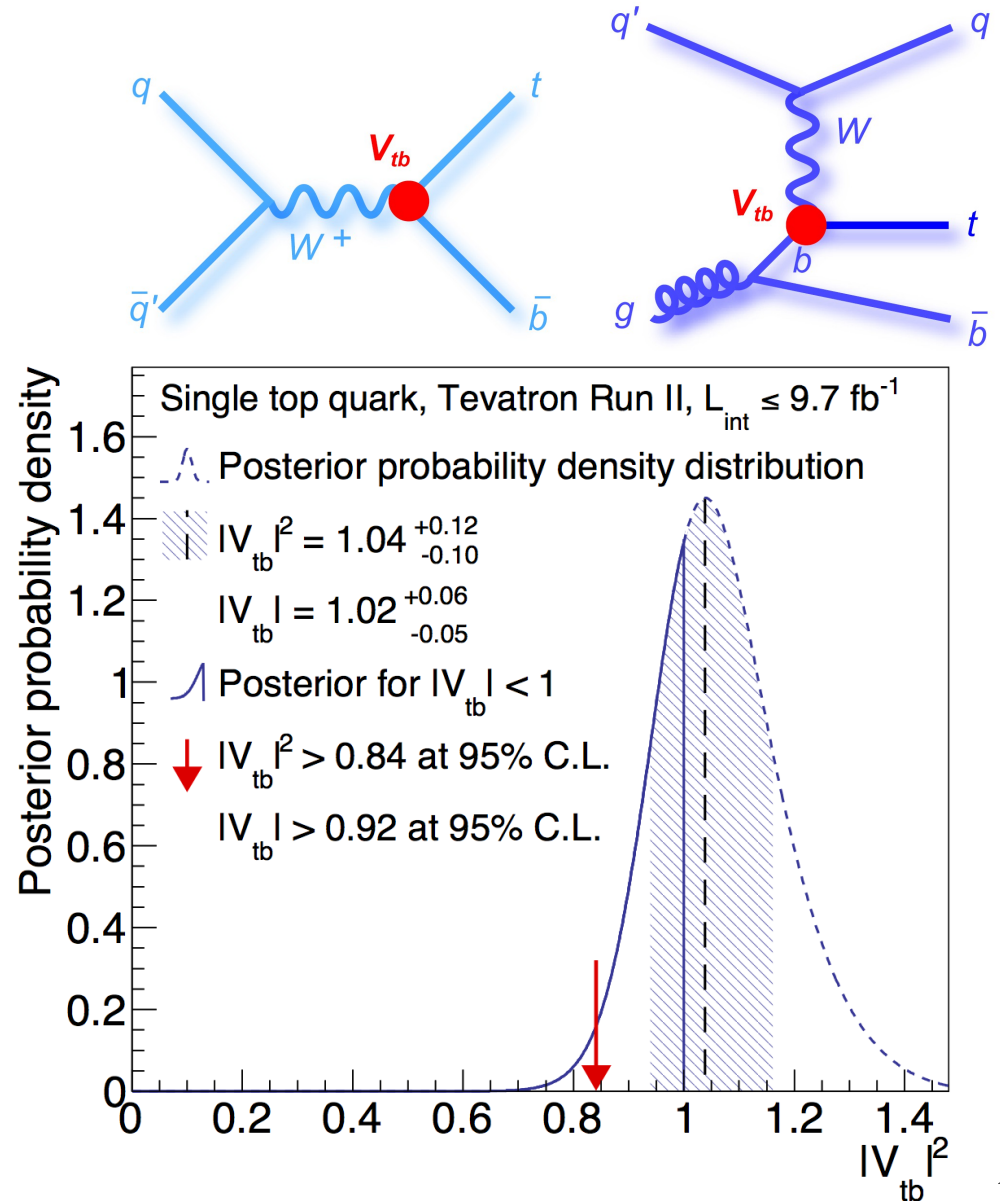 q t V_tb W + q̄′ b̄
q′ q W V_tb t b g b̄
Single top quark, Tevatron Run II, L_int ≤ 9.7 fb⁻¹
Posterior probability density distribution
|V_tb|² = 1.04 +0.12 -0.10
|V_tb| = 1.02 +0.06 -0.05
Posterior for |V_tb| < 1
|V_tb|² > 0.84 at 95% C.L.
|V_tb| > 0.92 at 95% C.L.
Posterior probability density
1.6
1.4
1.2
1
0.8
0.6
0.4
0.2
0
0 0.2 0.4 0.6 0.8 1 1.2 1.4
|V_tb|²